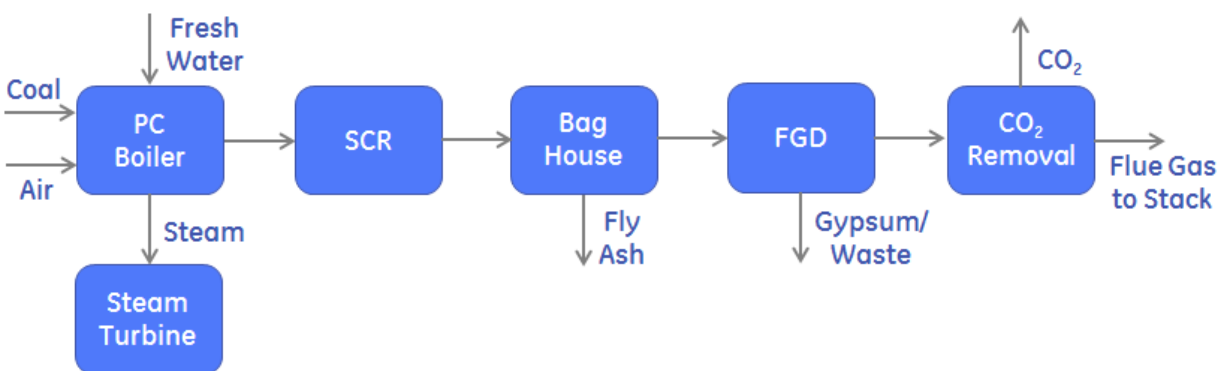 Fresh
Water
Coal
Air
PC
Boiler
SCR
Bag
House
FGD
CO₂
CO₂
Removal
Flue Gas
to Stack
Steam
Fly
Ash
Gypsum/
Waste
Steam
Turbine